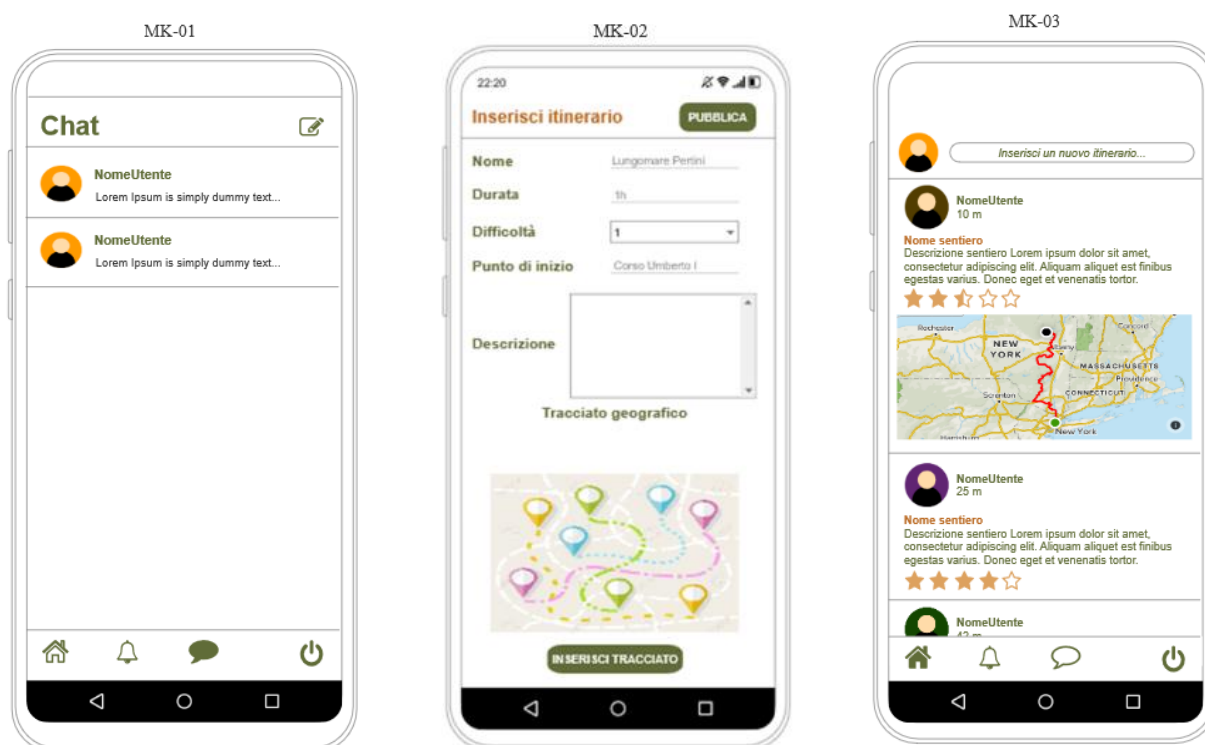 MK-01
Chat
NomeUtente
Lorem Ipsum is simply dummy text...
NomeUtente
Lorem Ipsum is simply dummy text...
MK-02
22:20
Inserisci itinerario
PUBBLICA
Nome
Lungomare Pertini
Durata
1h
Difficoltà
1
Punto di inizio
Corso Umberto I
Descrizione
Tracciato geografico
INSERISCI TRACCIATO
MK-03
Inserisci un nuovo itinerario...
NomeUtente
10 m
Nome sentiero
Descrizione sentiero Lorem ipsum dolor sit amet,
consectetur adipiscing elit. Aliquam aliquet est finibus
egestas varius. Donec eget et venenatis tortor.
Rochester
Concord
NEW
YORK
Albany
MASSACHUSETTS
Providence
Scranton
CONNECTICUT
New York
NomeUtente
25 m
Nome sentiero
Descrizione sentiero Lorem ipsum dolor sit amet,
consectetur adipiscing elit. Aliquam aliquet est finibus
egestas varius. Donec eget et venenatis tortor.
NomeUtente